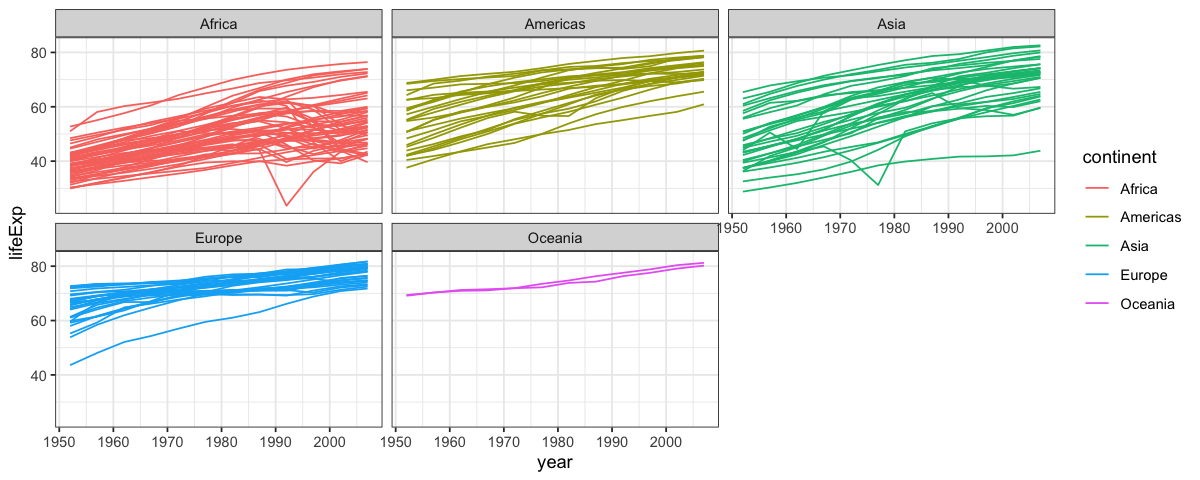 Africa Americas Asia
80
60
40
continent
Africa
Americas
Asia
Europe
Oceania
1950 1960 1970 1980 1990 2000
lifeExp
Europe Oceania
80
60
40
1950 1960 1970 1980 1990 2000 1950 1960 1970 1980 1990 2000
year